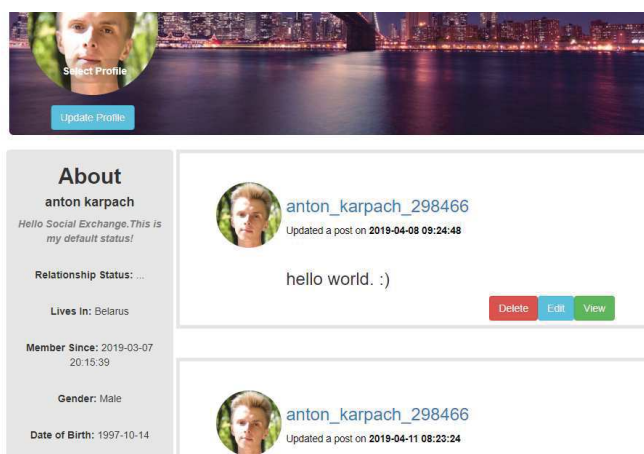 Select Profile
Update Profile
About
anton karpach
Hello Social Exchange.This is
my default status!
Relationship Status: ...
Lives In: Belarus
Member Since: 2019-03-07
20:15:39
Gender: Male
Date of Birth: 1997-10-14
anton_karpach_298466
Updated a post on 2019-04-08 09:24:48
hello world. :)
Delete Edit View
anton_karpach_298466
Updated a post on 2019-04-11 08:23:24